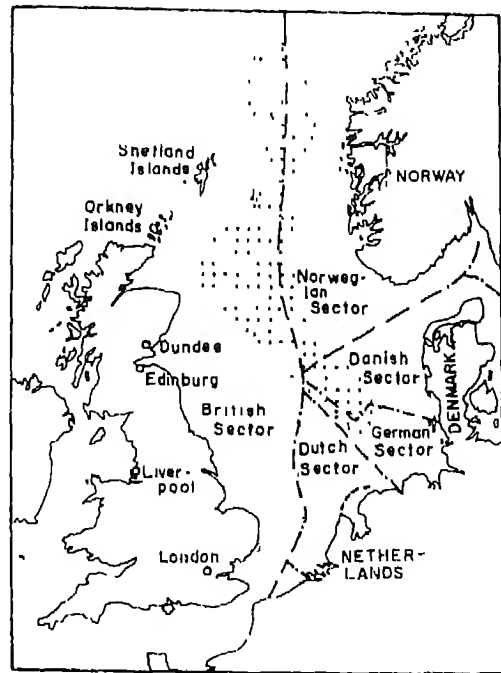 Shetland
Islands
NORWAY
Orkney
Islands
Norweg-
ian
Sector
Dundee
Edinburg
Danish
Sector
DENMARK
British
Sector
German
Sector
Dutch
Sector
Liver-
pool
London
NETHER-
LANDS